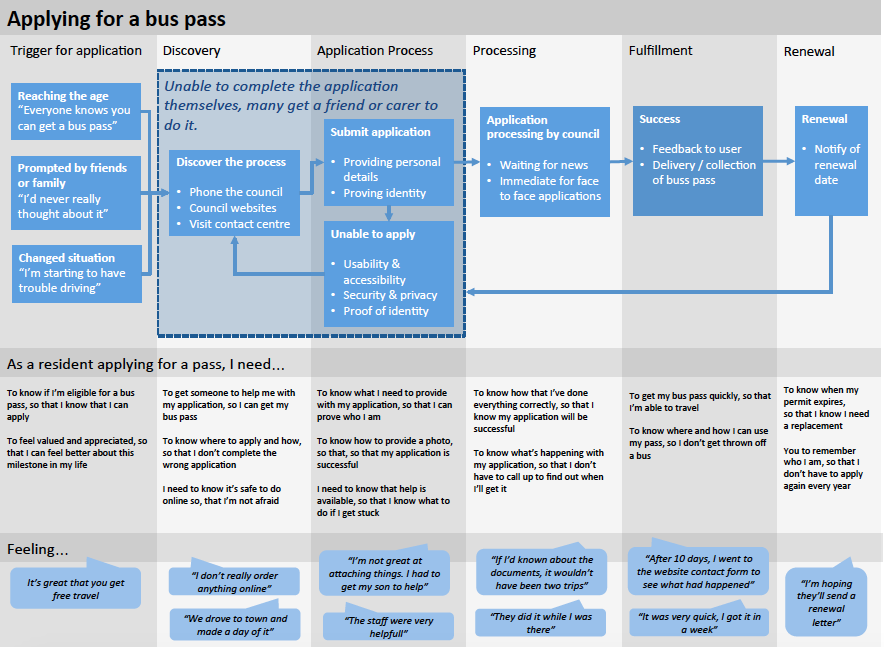 Applying for a bus pass
Trigger for application
Discovery
Application Process
Processing
Fulfillment
Renewal
Reaching the age
“Everyone knows you
can get a bus pass”
Prompted by friends
or family
“I’d never really
thought about it”
Changed situation
“I’m starting to have
trouble driving”
Unable to complete the application
themselves, many get a friend or carer to
do it.
Discover the process
• Phone the council
• Council websites
• Visit contact centre
Submit application
• Providing personal
details
• Proving identity
Unable to apply
• Usability &
accessibility
• Security & privacy
• Proof of identity
Application
processing by council
• Waiting for news
• Immediate for face
to face applications
Success
• Feedback to user
• Delivery / collection
of buss pass
Renewal
• Notify of
renewal
date
As a resident applying for a pass, I need...
To know if I’m eligible for a bus
pass, so that I know that I can
apply
To feel valued and appreciated, so
that I can feel better about this
milestone in my life
To get someone to help me with
my application, so I can get my
bus pass
To know where to apply and how,
so that I don’t complete the
wrong application
I need to know it’s safe to do
online so, that I’m not afraid
To know what I need to provide
with my application, so that I can
prove who I am
To know how to provide a photo,
so that, so that my application is
successful
I need to know that help is
available, so that I know what to
do if I get stuck
To know how that I’ve done
everything correctly, so that I
know my application will be
successful
To know what’s happening with
my application, so that I don’t
have to call up to find out when
I’ll get it
To get my bus pass quickly, so that
I’m able to travel
To know where and how I can use
my pass, so I don’t get thrown off
a bus
To know when my
permit expires,
so that I know I need
a replacement
You to remember
who I am, so that I
don’t have to apply
again every year
Feeling...
It’s great that you get
free travel
“I don’t really order
anything online”
“We drove to town and
made a day of it”
“I’m not great at
attaching things. I had to
get my son to help”
“The staff were very
helpfull”
“If I’d known about the
documents, it wouldn’t
have been two trips”
“They did it while I was
there”
“After 10 days, I went to
the website contact form to
see what had happened”
“It was very quick, I got it in
a week”
“I’m hoping
they’ll send a
renewal
letter”